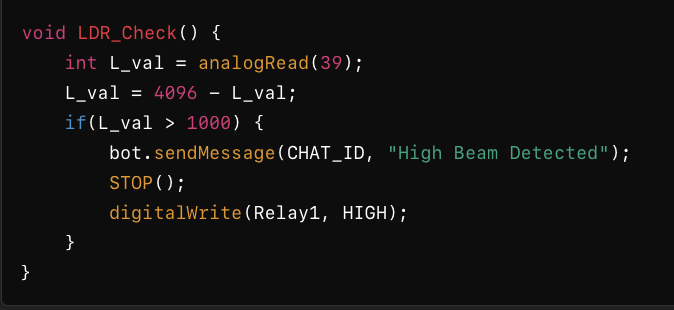 void LDR_Check() {
    int L_val = analogRead(39);
    L_val = 4096 - L_val;
    if(L_val > 1000) {
        bot.sendMessage(CHAT_ID, "High Beam Detected");
        STOP();
        digitalWrite(Relay1, HIGH);
    }
}